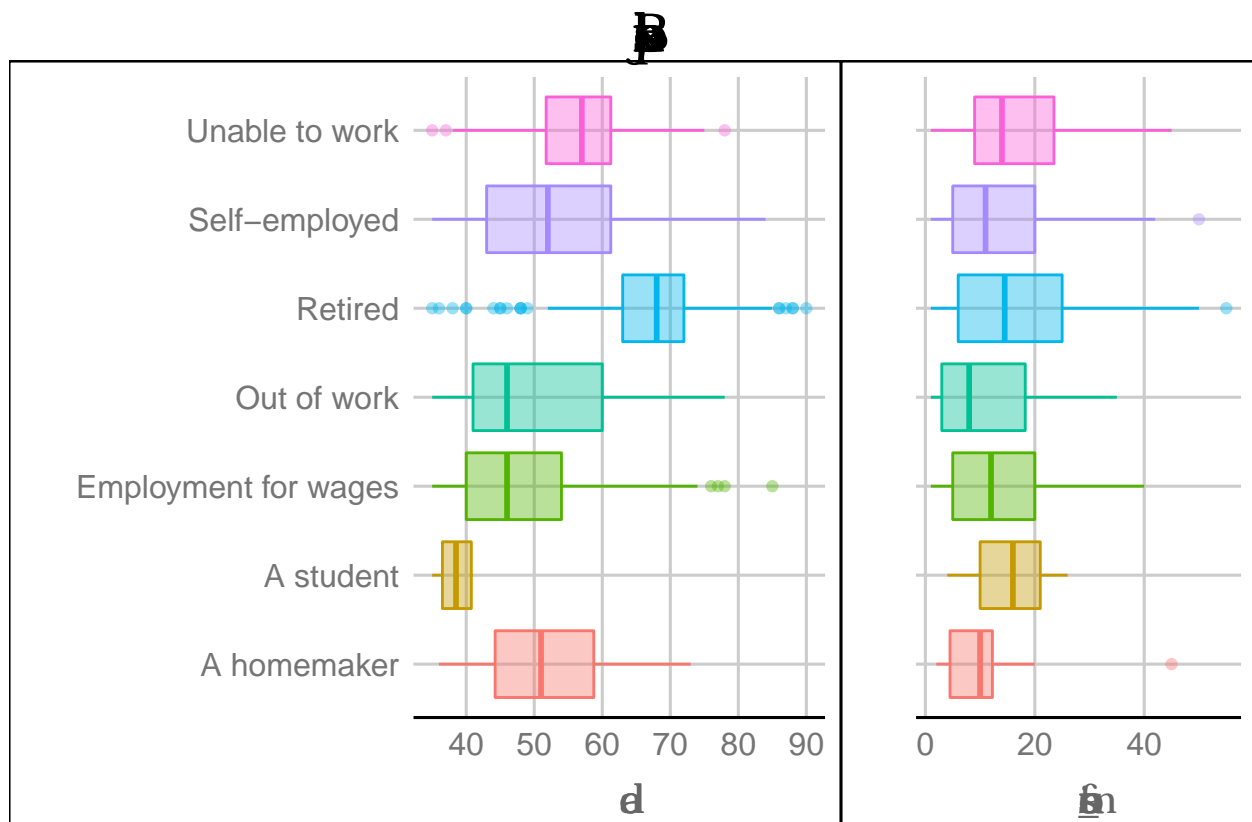 Unable to work
Self−employed
Retired
Out of work
Employment for wages
A student
A homemaker
40 50 60 70 80 90
0 20 40